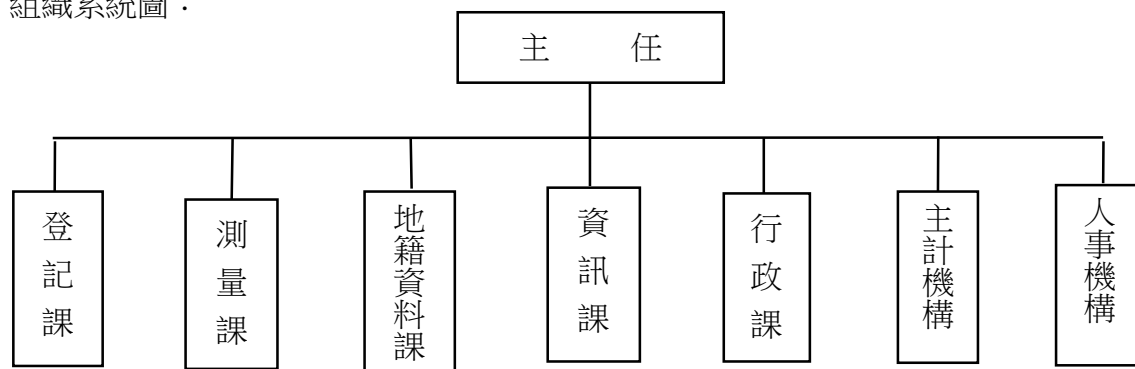 組織系統圖：
主 任
登記課
測量課
地籍資料課
資訊課
行政課
主計機構
人事機構